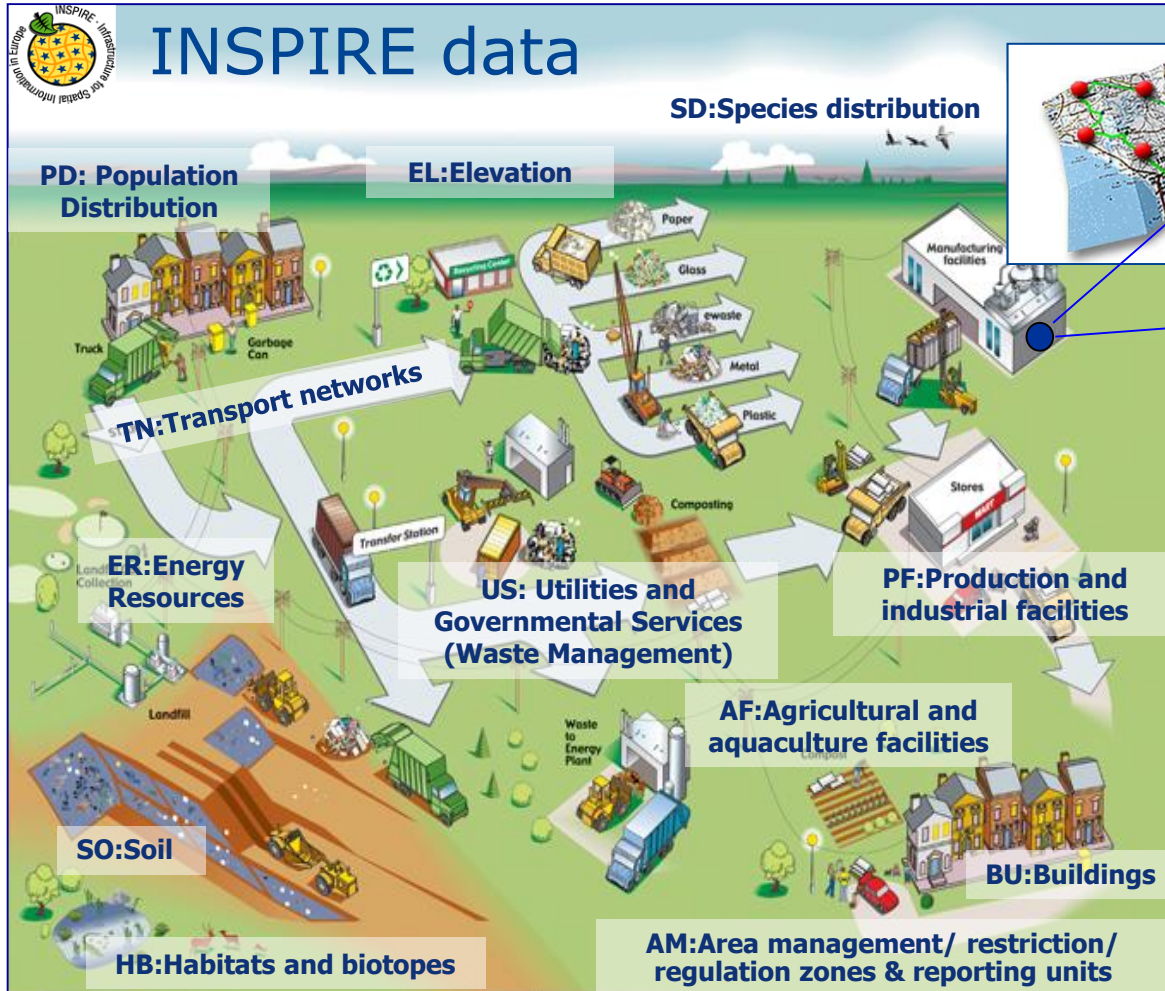 INSPIRE - Infrastructure for Spatial Information in Europe
INSPIRE data
SD:Species distribution
PD: Population
Distribution
EL:Elevation
Paper
Recycling Center
Glass
Manufacturing
facilities
ewaste
Truck
Garbage
Can
Metal
TN:Transport networks
Plastic
Stores
MART
Composting
Transfer Station
ER:Energy
Resources
Landfill
Collection
US: Utilities and
Governmental Services
(Waste Management)
PF:Production and
industrial facilities
Landfill
Waste
to
Energy
Plant
AF:Agricultural and
aquaculture facilities
Compost
SO:Soil
BU:Buildings
HB:Habitats and biotopes
AM:Area management/ restriction/
regulation zones & reporting units